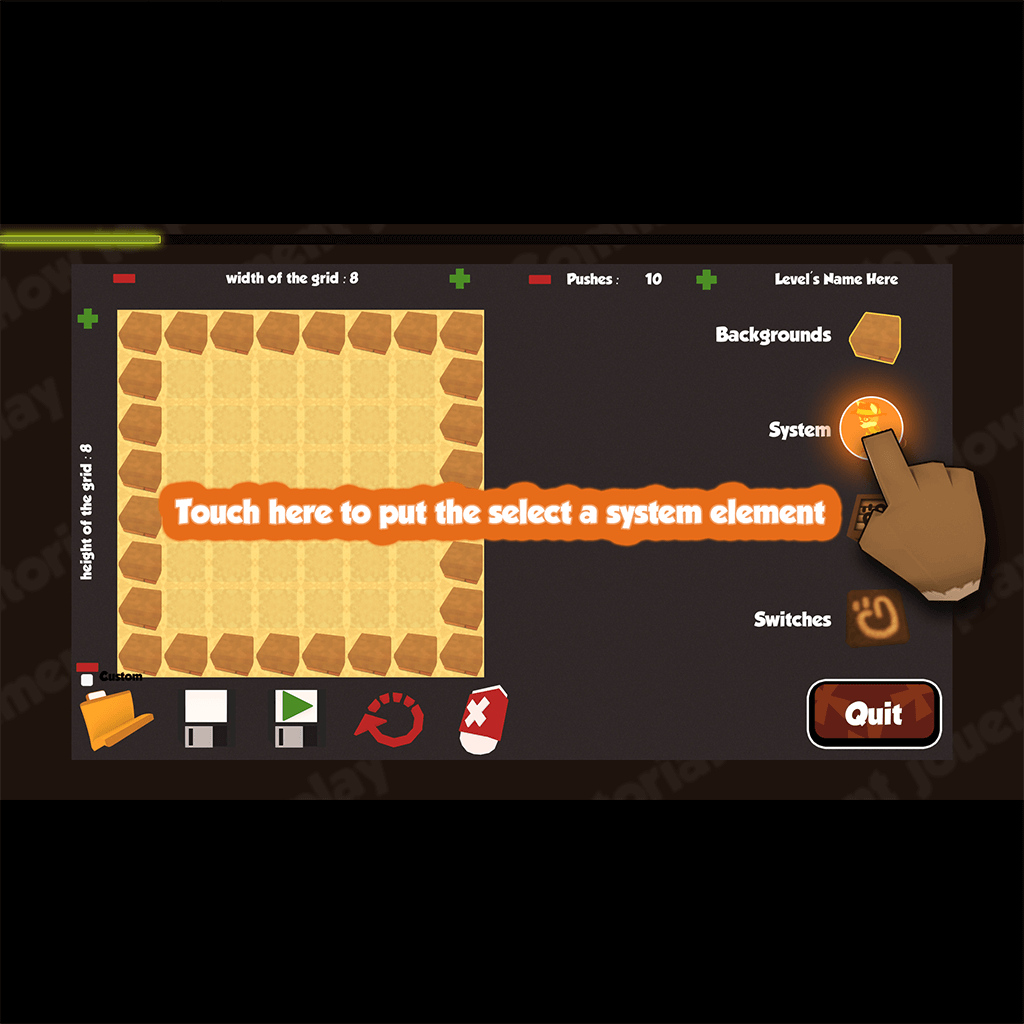 width of the grid : 8
Pushes : 10
Level's Name Here
Backgrounds
System
height of the grid : 8
Touch here to put the select a system element
Switches
Custom
Quit